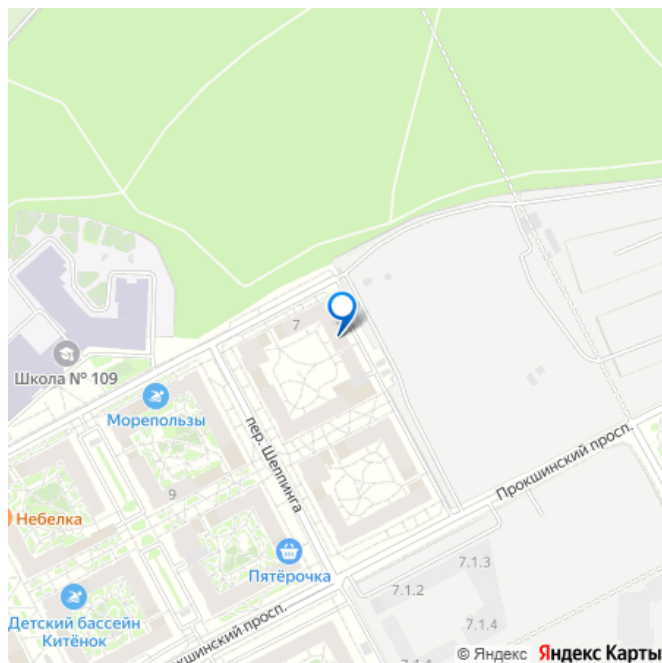 7
Школа № 109
Морепользы
пер. Шеппинга
Прокшинский просп.
9
Небелка
Пятёрочка
7.1.3
7.1.2
Детский бассейн
Китёнок
7.1.4
Прокшинский просп.
© Яндекс Яндекс Карты